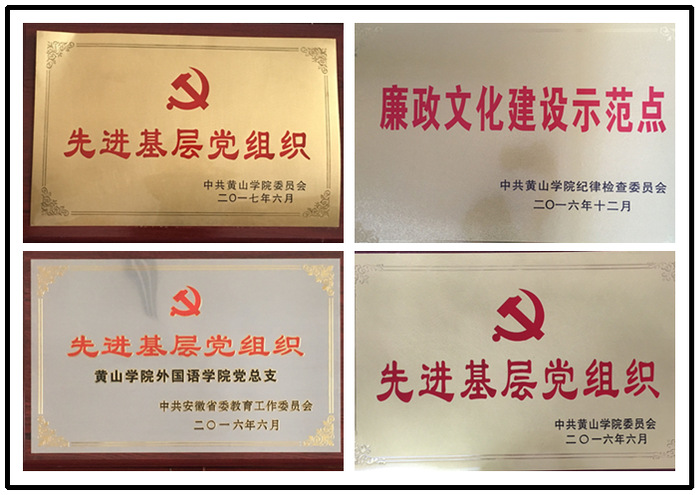 先进基层党组织
中共黄山学院委员会
二〇一七年六月
廉政文化建设示范点
中共黄山学院纪律检查委员会
二〇一六年十二月
先进基层党组织
黄山学院外国语学院党总支
中共安徽省委教育工作委员会
二〇一六年六月
先进基层党组织
中共黄山学院委员会
二〇一六年六月